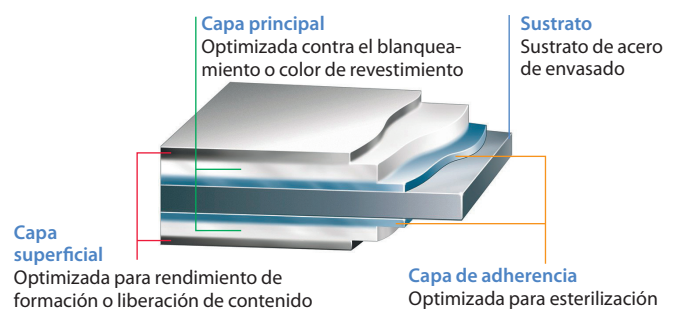 Capa principal
Optimizada contra el blanquea-
miento o color de revestimiento
Sustrato
Sustrato de acero
de envasado
Capa
superficial
Optimizada para rendimiento de
formación o liberación de contenido
Capa de adherencia
Optimizada para esterilización